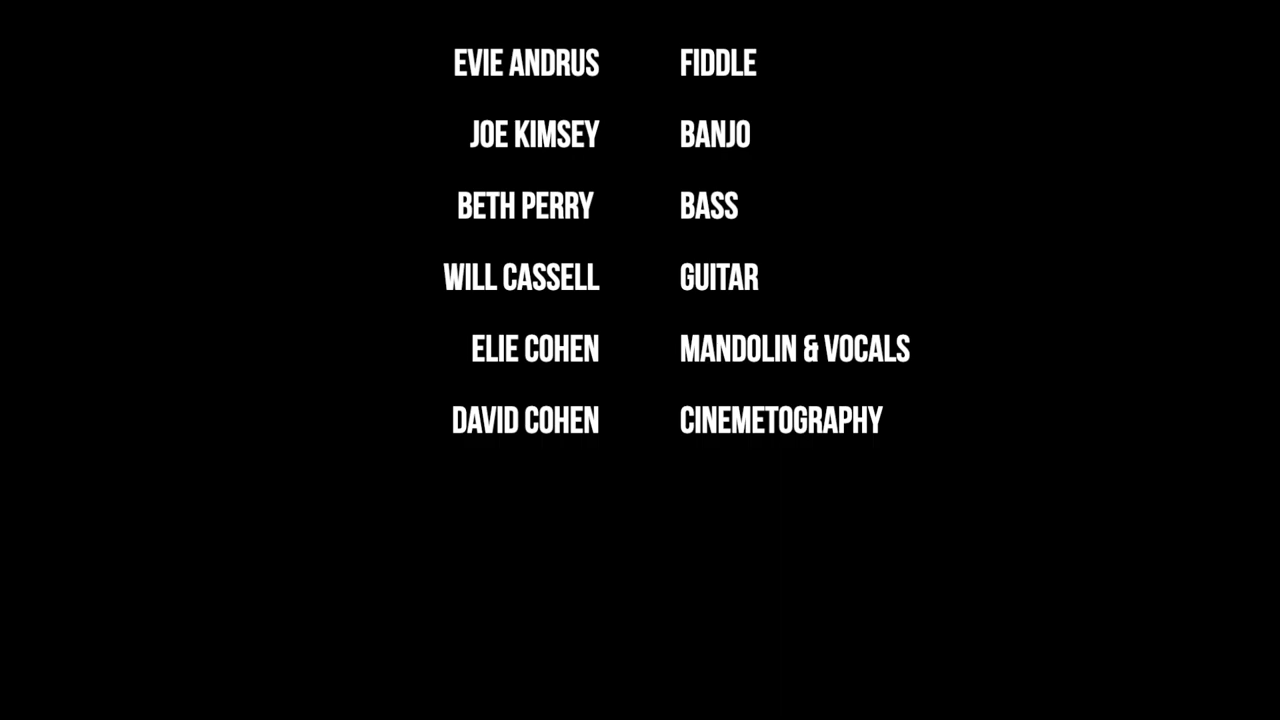 EVIE ANDRUS FIDDLE
JOE KIMSEY BANJO
BETH PERRY BASS
WILL CASSELL GUITAR
ELIE COHEN MANDOLIN & VOCALS
DAVID COHEN CINEMETOGRAPHY